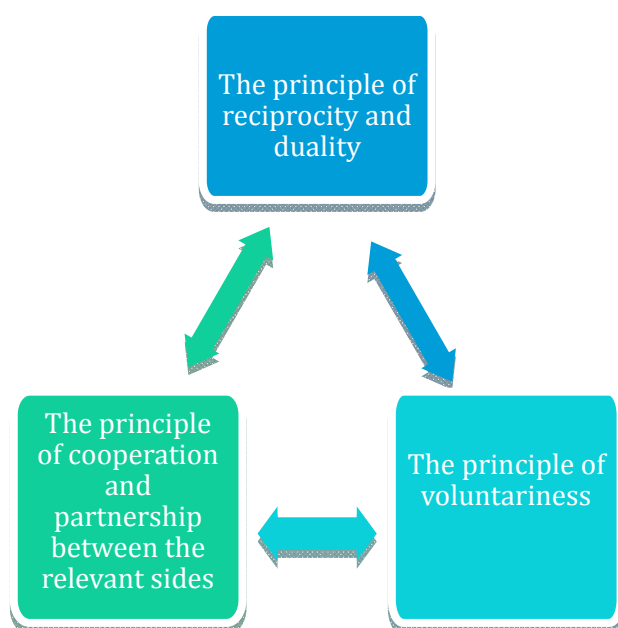 The principle of
reciprocity and
duality
The principle
of cooperation
and
partnership
between the
relevant sides
The principle of
voluntariness